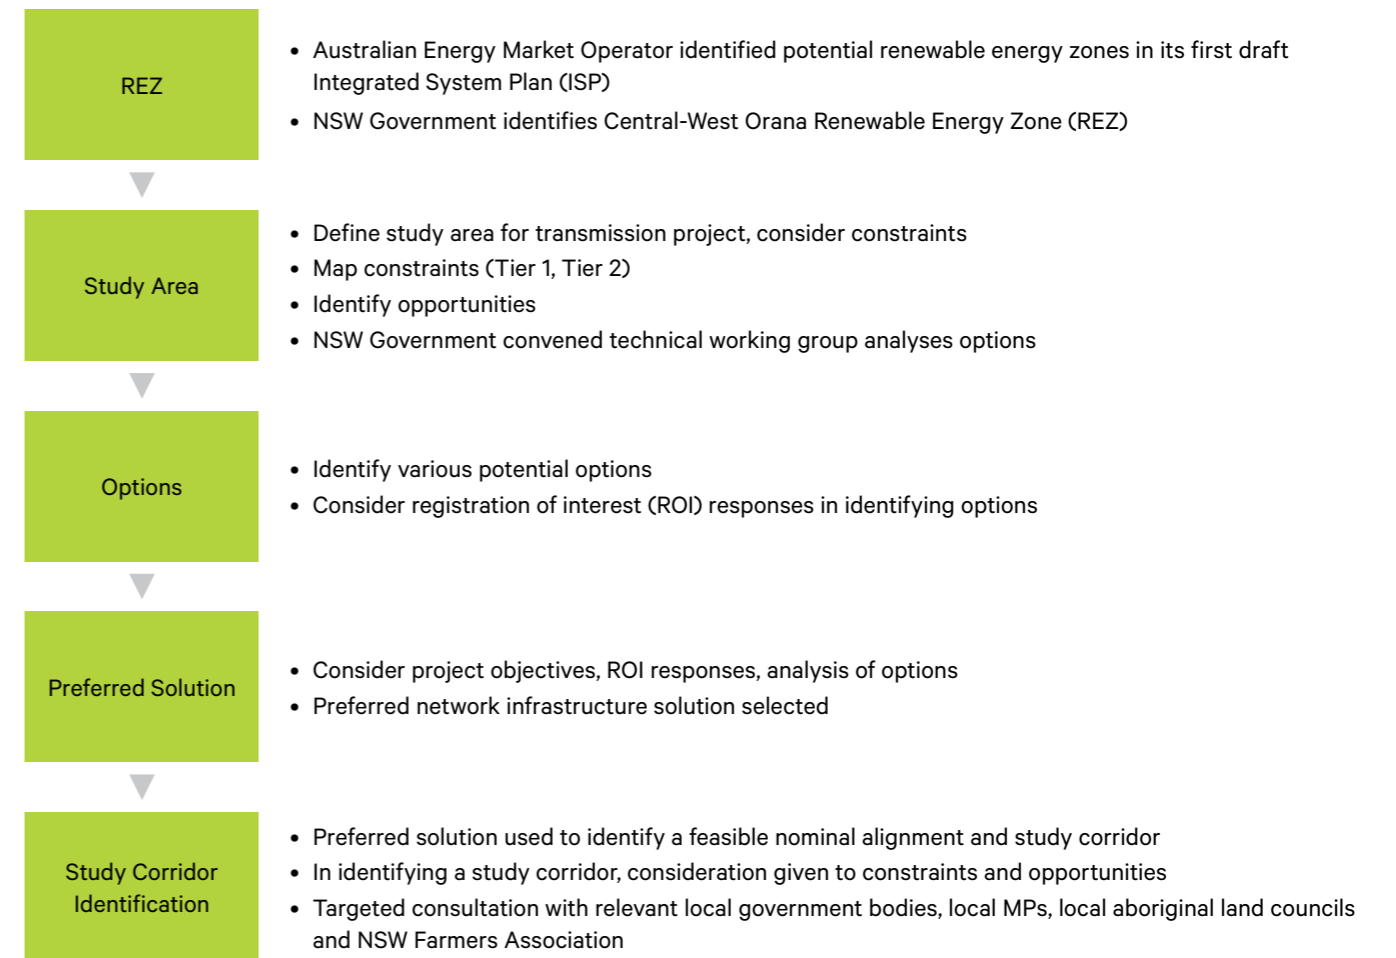 REZ
• Australian Energy Market Operator identified potential renewable energy zones in its first draft
Integrated System Plan (ISP)
• NSW Government identifies Central-West Orana Renewable Energy Zone (REZ)
Study Area
• Define study area for transmission project, consider constraints
• Map constraints (Tier 1, Tier 2)
• Identify opportunities
• NSW Government convened technical working group analyses options
Options
• Identify various potential options
• Consider registration of interest (ROI) responses in identifying options
Preferred Solution
• Consider project objectives, ROI responses, analysis of options
• Preferred network infrastructure solution selected
Study Corridor
Identification
• Preferred solution used to identify a feasible nominal alignment and study corridor
• In identifying a study corridor, consideration given to constraints and opportunities
• Targeted consultation with relevant local government bodies, local MPs, local aboriginal land councils
and NSW Farmers Association